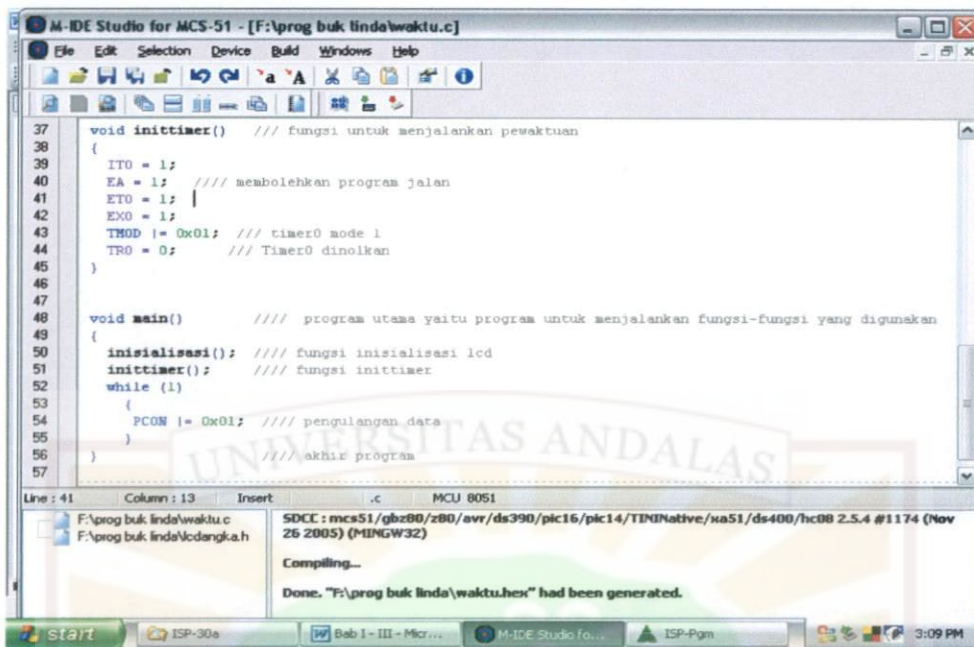 M-IDE Studio for MCS-51 - [F:\prog buk linda\waktu.c]
File Edit Selection Device Build Windows Help
37 void inittimer() /// fungsi untuk menjalankan pewaktuan
38 {
39 IT0 = 1;
40 EA = 1; //// membolehkan program jalan
41 ET0 = 1;
42 EX0 = 1;
43 TMOD |= 0x01; /// timer0 mode 1
44 TR0 = 0; /// Timer0 dinolkan
45 }
46
47
48 void main() //// program utama yaitu program untuk menjalankan fungsi-fungsi yang digunakan
49 {
50 inisialisasi(); //// fungsi inisialisasi lcd
51 inittimer(); //// fungsi inittimer
52 while (1)
53 {
54 PCON |= 0x01; //// pengulangan data
55 }
56 } //// akhir program
57
UNIVERSITAS ANDALAS
Line : 41 Column : 13 Insert .c MCU 8051
F:\prog buk linda\waktu.c
F:\prog buk linda\lcdangka.h
SDCC : mcs51/gbz80/z80/avr/ds390/pic16/pic14/TININative/xa51/ds400/hc08 2.5.4 #1174 (Nov
26 2005) (MINGW32)
Compiling...
Done. "F:\prog buk linda\waktu.hex" had been generated.
start ISP-30a Bab I - III - Micr... M-IDE Studio fo... ISP-Pgm 3:09 PM